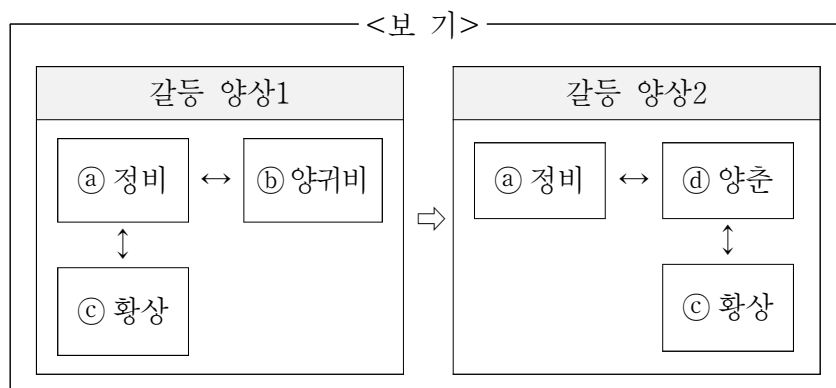 <보 기>
갈등 양상1
갈등 양상2
ⓐ 정비 ↔ ⓑ 양귀비
ⓐ 정비 ↔ ⓓ 양춘
↕
⇨
↕
ⓒ 황상
ⓒ 황상